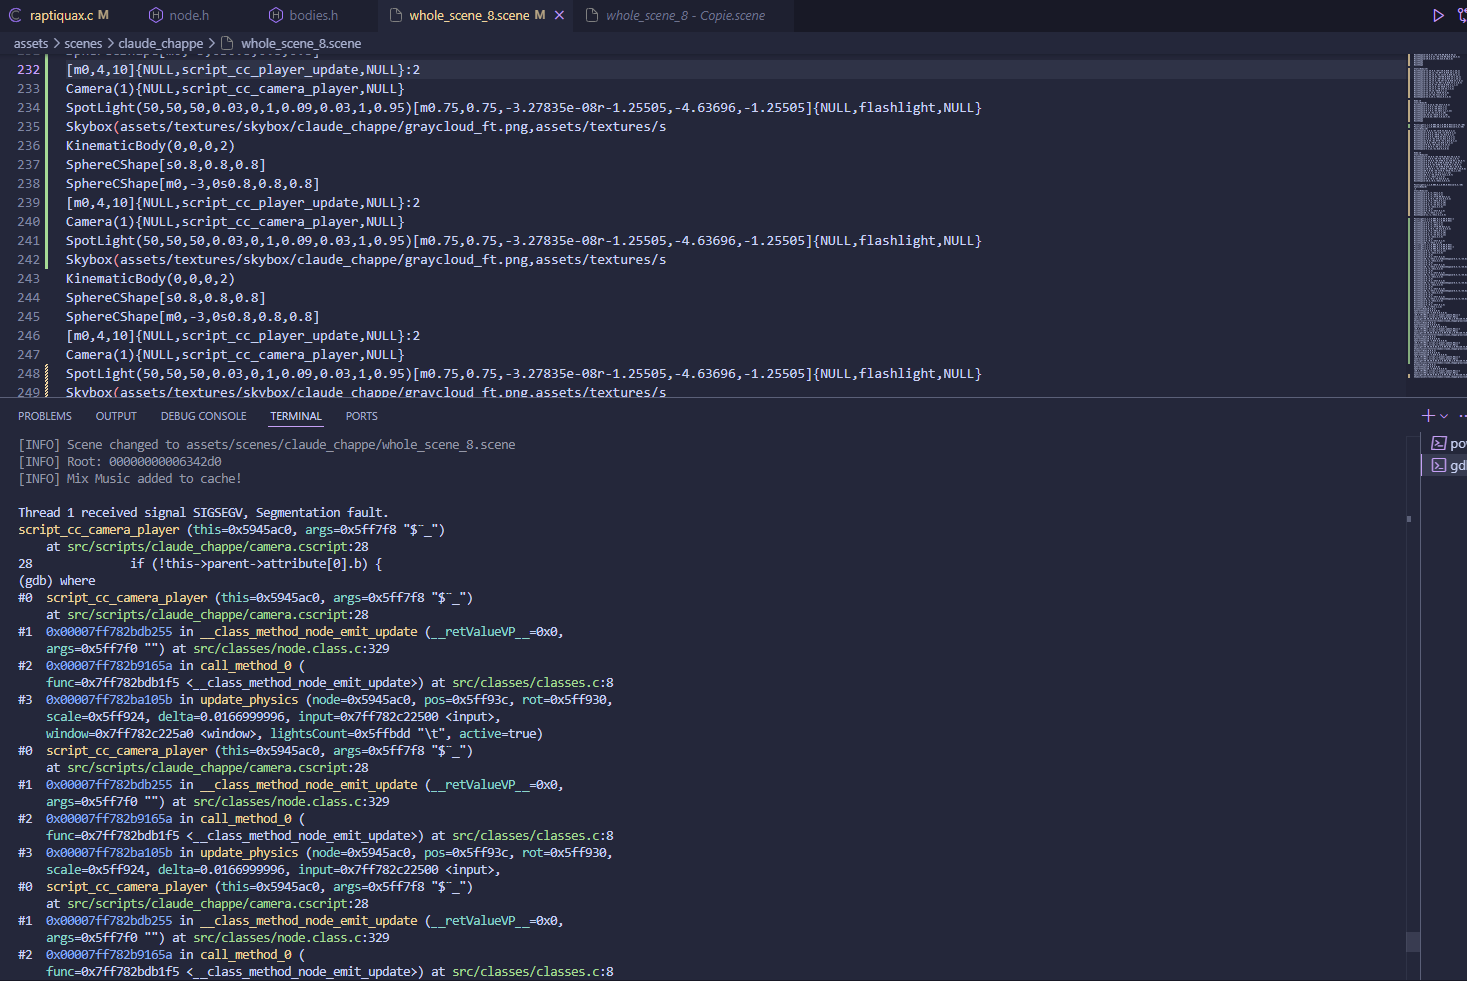 raptiquax.c M
node.h
bodies.h
whole_scene_8.scene M
whole_scene_8 - Copie.scene
assets > scenes > claude_chappe > whole_scene_8.scene
232 [m0,4,10]{NULL,script_cc_player_update,NULL}:2
233 Camera(1){NULL,script_cc_camera_player,NULL}
234 SpotLight(50,50,50,0.03,0,1,0.09,0.03,1,0.95)[m0.75,0.75,-3.27835e-08r-1.25505,-4.63696,-1.25505]{NULL,flashlight,NULL}
235 Skybox(assets/textures/skybox/claude_chappe/graycloud_ft.png,assets/textures/s
236 KinematicBody(0,0,0,2)
237 SphereCShape[s0.8,0.8,0.8]
238 SphereCShape[m0,-3,0s0.8,0.8,0.8]
239 [m0,4,10]{NULL,script_cc_player_update,NULL}:2
240 Camera(1){NULL,script_cc_camera_player,NULL}
241 SpotLight(50,50,50,0.03,0,1,0.09,0.03,1,0.95)[m0.75,0.75,-3.27835e-08r-1.25505,-4.63696,-1.25505]{NULL,flashlight,NULL}
242 Skybox(assets/textures/skybox/claude_chappe/graycloud_ft.png,assets/textures/s
243 KinematicBody(0,0,0,2)
244 SphereCShape[s0.8,0.8,0.8]
245 SphereCShape[m0,-3,0s0.8,0.8,0.8]
246 [m0,4,10]{NULL,script_cc_player_update,NULL}:2
247 Camera(1){NULL,script_cc_camera_player,NULL}
248 SpotLight(50,50,50,0.03,0,1,0.09,0.03,1,0.95)[m0.75,0.75,-3.27835e-08r-1.25505,-4.63696,-1.25505]{NULL,flashlight,NULL}
249 Skybox(assets/textures/skybox/claude_chappe/graycloud_ft.png,assets/textures/s
PROBLEMS OUTPUT DEBUG CONSOLE TERMINAL PORTS
[INFO] Scene changed to assets/scenes/claude_chappe/whole_scene_8.scene
[INFO] Root: 00000000006342d0
[INFO] Mix Music added to cache!
Thread 1 received signal SIGSEGV, Segmentation fault.
script_cc_camera_player (this=0x5945ac0, args=0x5ff7f8 "$¨_")
at src/scripts/claude_chappe/camera.cscript:28
28 if (!this->parent->attribute[0].b) {
(gdb) where
#0 script_cc_camera_player (this=0x5945ac0, args=0x5ff7f8 "$¨_")
at src/scripts/claude_chappe/camera.cscript:28
#1 0x00007ff782bdb255 in __class_method_node_emit_update (__retValueVP__=0x0,
args=0x5ff7f0 "") at src/classes/node.class.c:329
#2 0x00007ff782b9165a in call_method_0 (
func=0x7ff782bdb1f5 <__class_method_node_emit_update>) at src/classes/classes.c:8
#3 0x00007ff782ba105b in update_physics (node=0x5945ac0, pos=0x5ff93c, rot=0x5ff930,
scale=0x5ff924, delta=0.0166999996, input=0x7ff782c22500 <input>,
window=0x7ff782c225a0 <window>, lightsCount=0x5ffbdd "\t", active=true)
#0 script_cc_camera_player (this=0x5945ac0, args=0x5ff7f8 "$¨_")
at src/scripts/claude_chappe/camera.cscript:28
#1 0x00007ff782bdb255 in __class_method_node_emit_update (__retValueVP__=0x0,
args=0x5ff7f0 "") at src/classes/node.class.c:329
#2 0x00007ff782b9165a in call_method_0 (
func=0x7ff782bdb1f5 <__class_method_node_emit_update>) at src/classes/classes.c:8
#3 0x00007ff782ba105b in update_physics (node=0x5945ac0, pos=0x5ff93c, rot=0x5ff930,
scale=0x5ff924, delta=0.0166999996, input=0x7ff782c22500 <input>,
#0 script_cc_camera_player (this=0x5945ac0, args=0x5ff7f8 "$¨_")
at src/scripts/claude_chappe/camera.cscript:28
#1 0x00007ff782bdb255 in __class_method_node_emit_update (__retValueVP__=0x0,
args=0x5ff7f0 "") at src/classes/node.class.c:329
#2 0x00007ff782b9165a in call_method_0 (
func=0x7ff782bdb1f5 <__class_method_node_emit_update>) at src/classes/classes.c:8